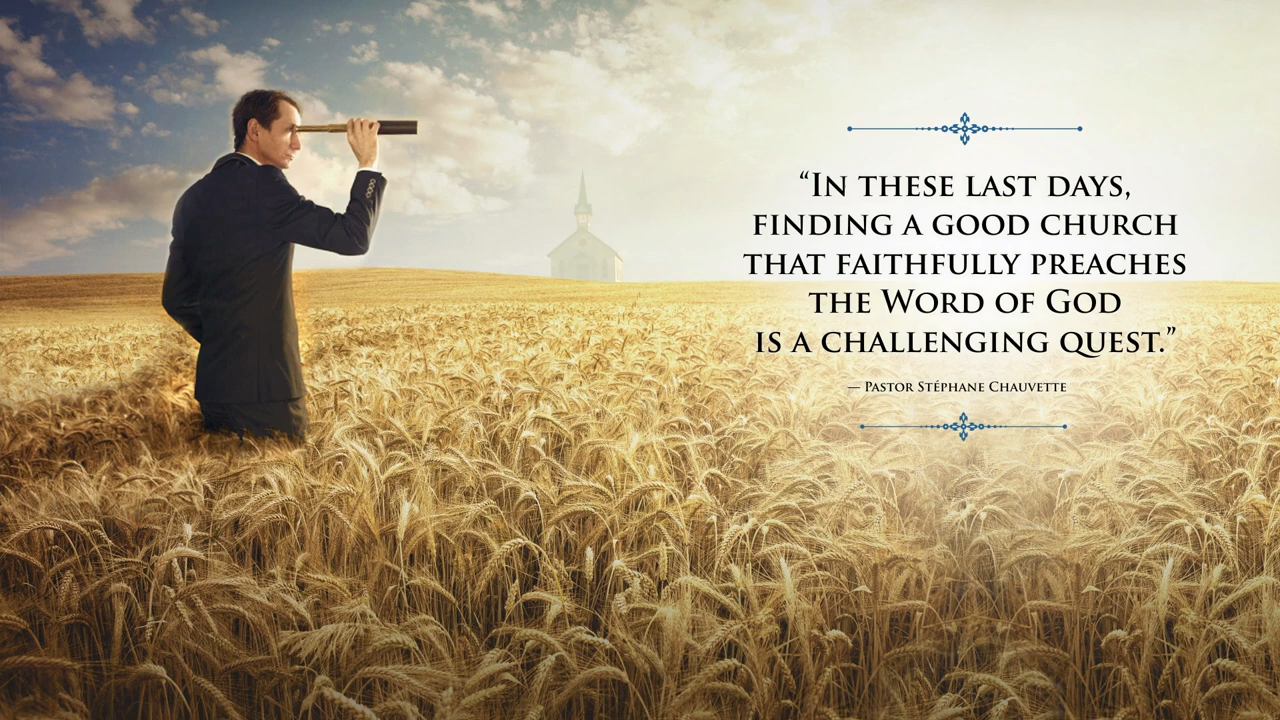 “In these last days,
finding a good church
that faithfully preaches
the Word of God
is a challenging quest.”
— Pastor Stéphane Chauvette